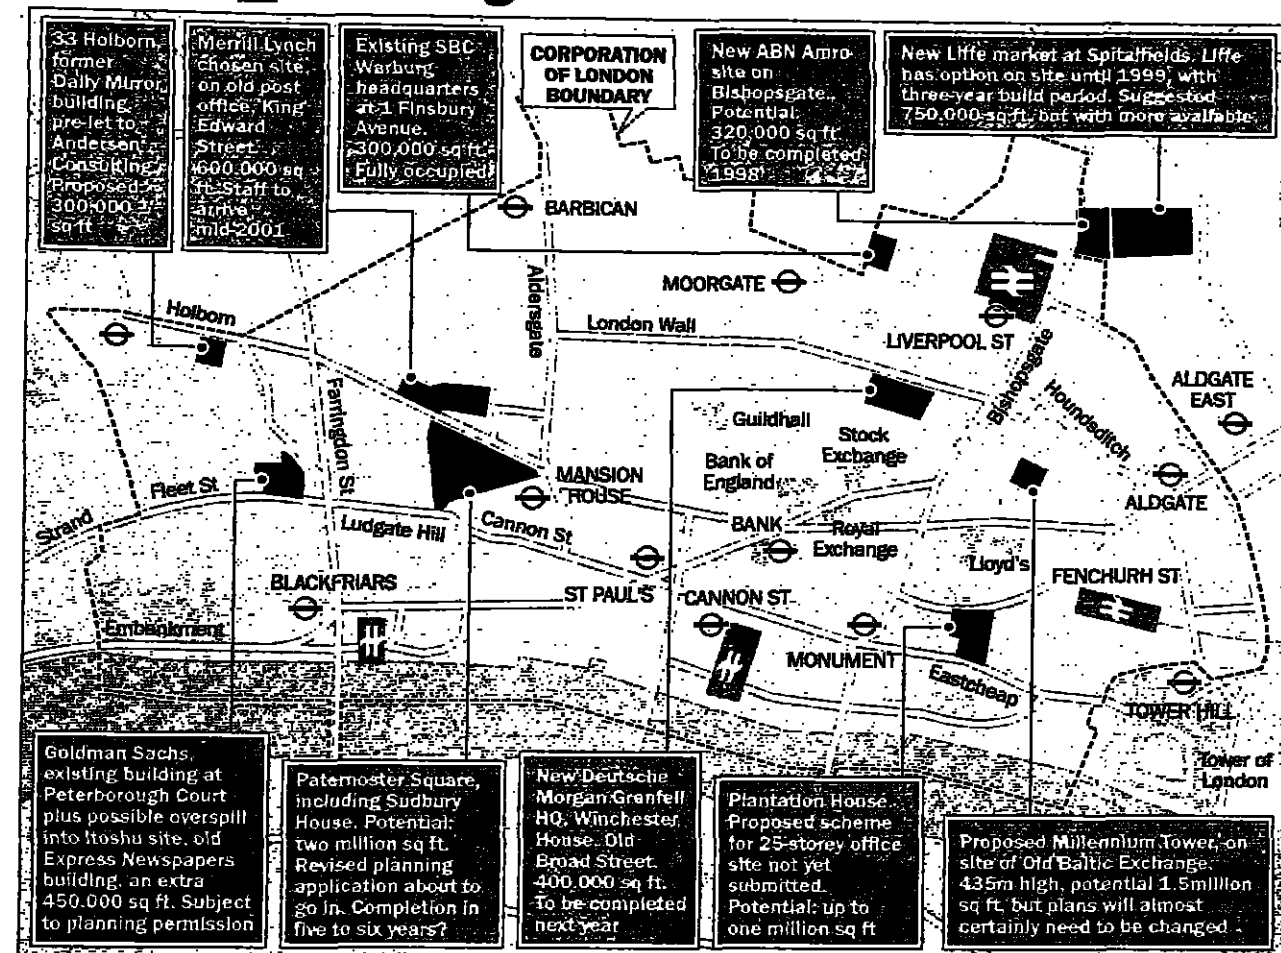 33 Holborn,
former
Daily Mirror
building,
pre-let to
Andersen
Consulting
Proposed
300,000
sq ft
Merrill Lynch
chosen site,
on old post
office, King
Edward
Street.
600,000 sq
ft. Staff to
arrive
mid-2001
Existing SBC
Warburg
headquarters
at 1 Finsbury
Avenue.
300,000 sq ft.
Fully occupied
CORPORATION
OF LONDON
BOUNDARY
New ABN Amro
site on
Bishopsgate.
Potential:
320,000 sq ft
To be completed
1998
New Liffe market at Spitalfields. Liffe
has option on site until 1999, with
three-year build period. Suggested
750,000 sq ft, but with more available
BARBICAN
MOORGATE
LIVERPOOL ST
ALDGATE
EAST
ALDGATE
Holborn
Aldersgate
London Wall
Bishopsgate
Houndsditch
Farringdon St
Guildhall
Stock
Exchange
Bank of
England
MANSION
HOUSE
BANK
Royal
Exchange
Lloyd's
Fleet St
Strand
Ludgate Hill
Cannon St
BLACKFRIARS
ST PAUL'S
CANNON ST
FENCHURH ST
Embankment
MONUMENT
Eastcheap
TOWER HILL
Tower of
London
Goldman Sachs,
existing building at
Peterborough Court
plus possible overspill
into Itoshu site, old
Express Newspapers
building, an extra
450,000 sq ft. Subject
to planning permission
Paternoster Square,
including Sudbury
House. Potential:
two million sq ft.
Revised planning
application about to
go in. Completion in
five to six years?
New Deutsche
Morgan Grenfell
HQ, Winchester
House, Old
Broad Street.
400,000 sq ft.
To be completed
next year
Plantation House.
Proposed scheme
for 25-storey office
site not yet
submitted.
Potential: up to
one million sq ft
Proposed Millennium Tower, on
site of Old Baltic Exchange.
435m high, potential 1.5million
sq ft, but plans will almost
certainly need to be changed